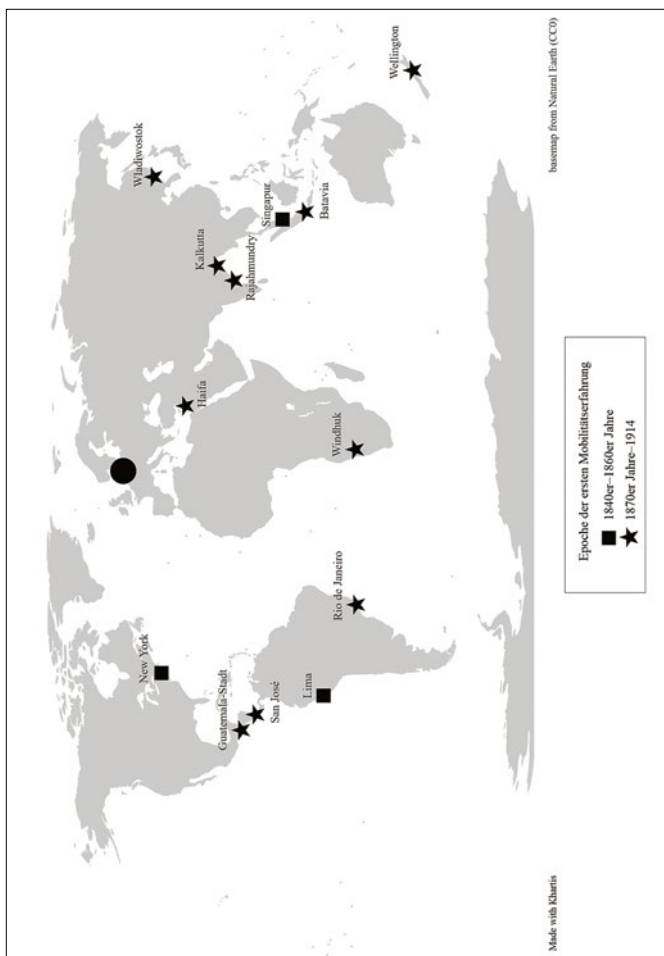 Wladiwostok
New York
Kalkutta
Rajahmundry
Haifa
Guatemala-Stadt
San José
Singapur
Batavia
Lima
Rio de Janeiro
Windhuk
Wellington
Made with Khartis
basemap from Natural Earth (CC0)
Epoche der ersten Mobilitätserfahrung
1840er–1860er Jahre
1870er Jahre–1914